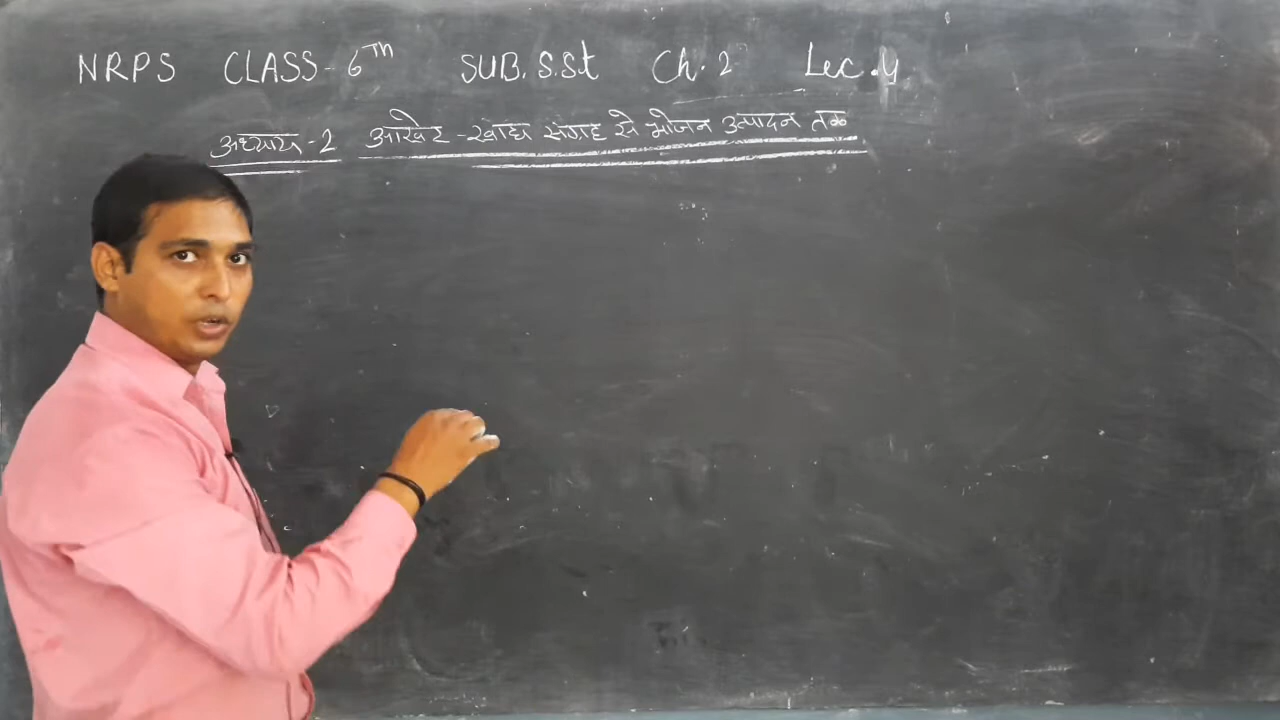 NRPS CLASS-6TH SUB.S.St Ch.2 Lec.4
अध्याय-2 आखेट-खाद्य संग्रह से भोजन उत्पादन तक